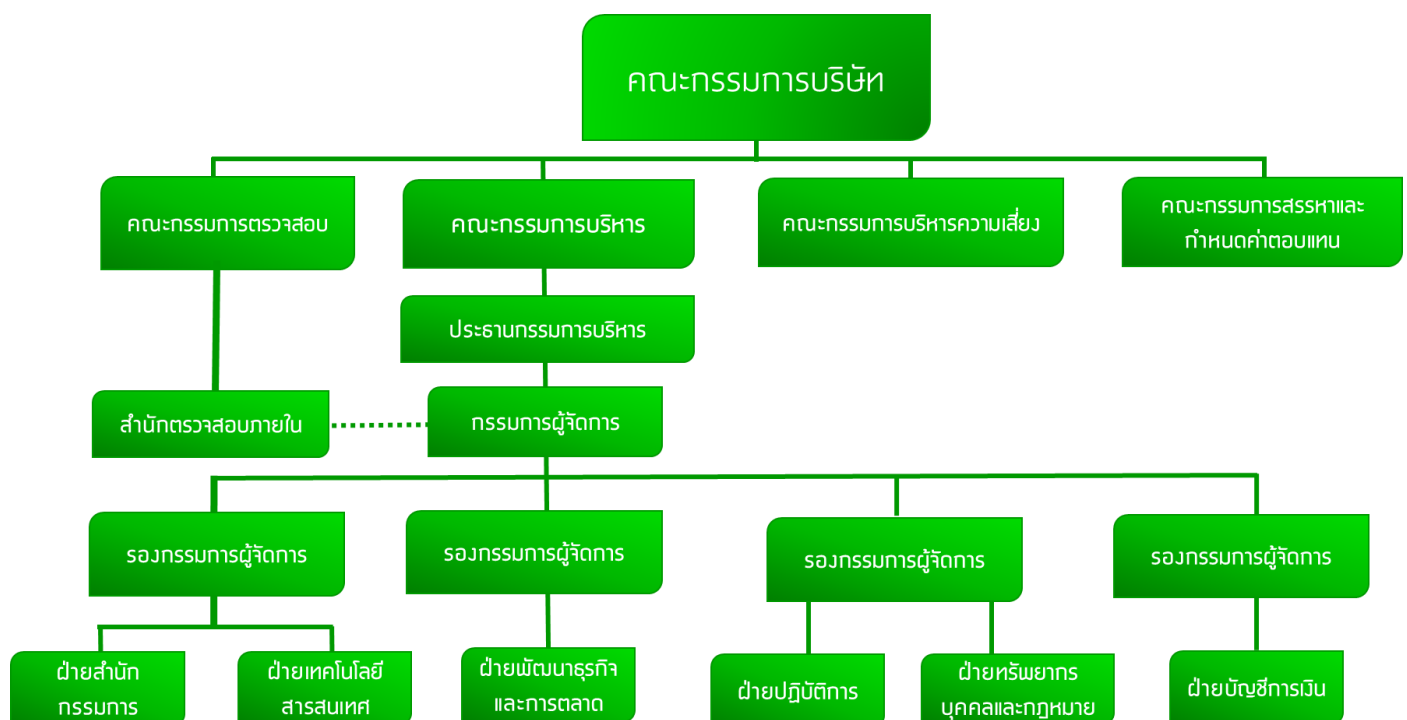 คณะกรรมการบริษัท
คณะกรรมการตรวจสอบ
คณะกรรมการบริหาร
คณะกรรมการบริหารความเสี่ยง
คณะกรรมการสรรหาและ
กำหนดค่าตอบแทน
ประธานกรรมการบริหาร
สำนักตรวจสอบภายใน
กรรมการผู้จัดการ
รองกรรมการผู้จัดการ
รองกรรมการผู้จัดการ
รองกรรมการผู้จัดการ
รองกรรมการผู้จัดการ
ฝ่ายสำนัก
กรรมการ
ฝ่ายเทคโนโลยี
สารสนเทศ
ฝ่ายพัฒนาธุรกิจ
และการตลาด
ฝ่ายปฏิบัติการ
ฝ่ายทรัพยากร
บุคคลและกฎหมาย
ฝ่ายบัญชีการเงิน